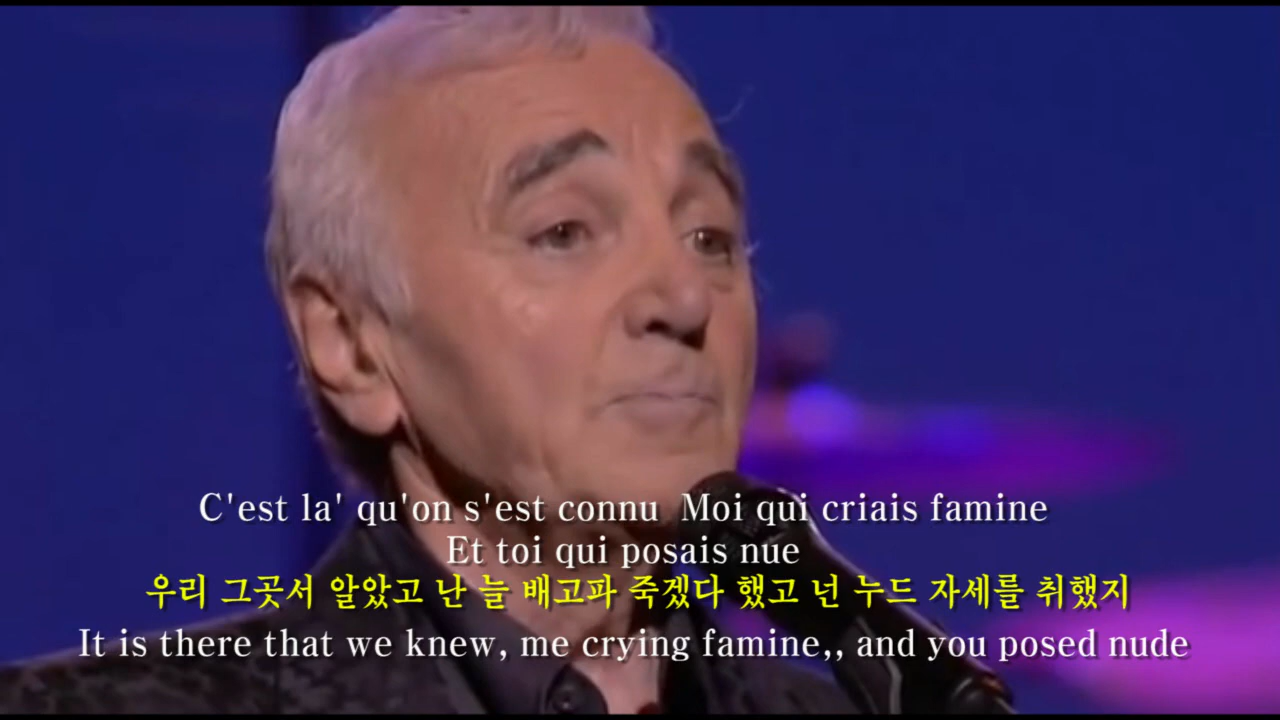 C'est la' qu'on s'est connu  Moi qui criais famine
Et toi qui posais nue
우리 그곳서 알았고 난 늘 배고파 죽겠다 했고 넌 누드 자세를 취했지
It is there that we knew, me crying famine,, and you posed nude